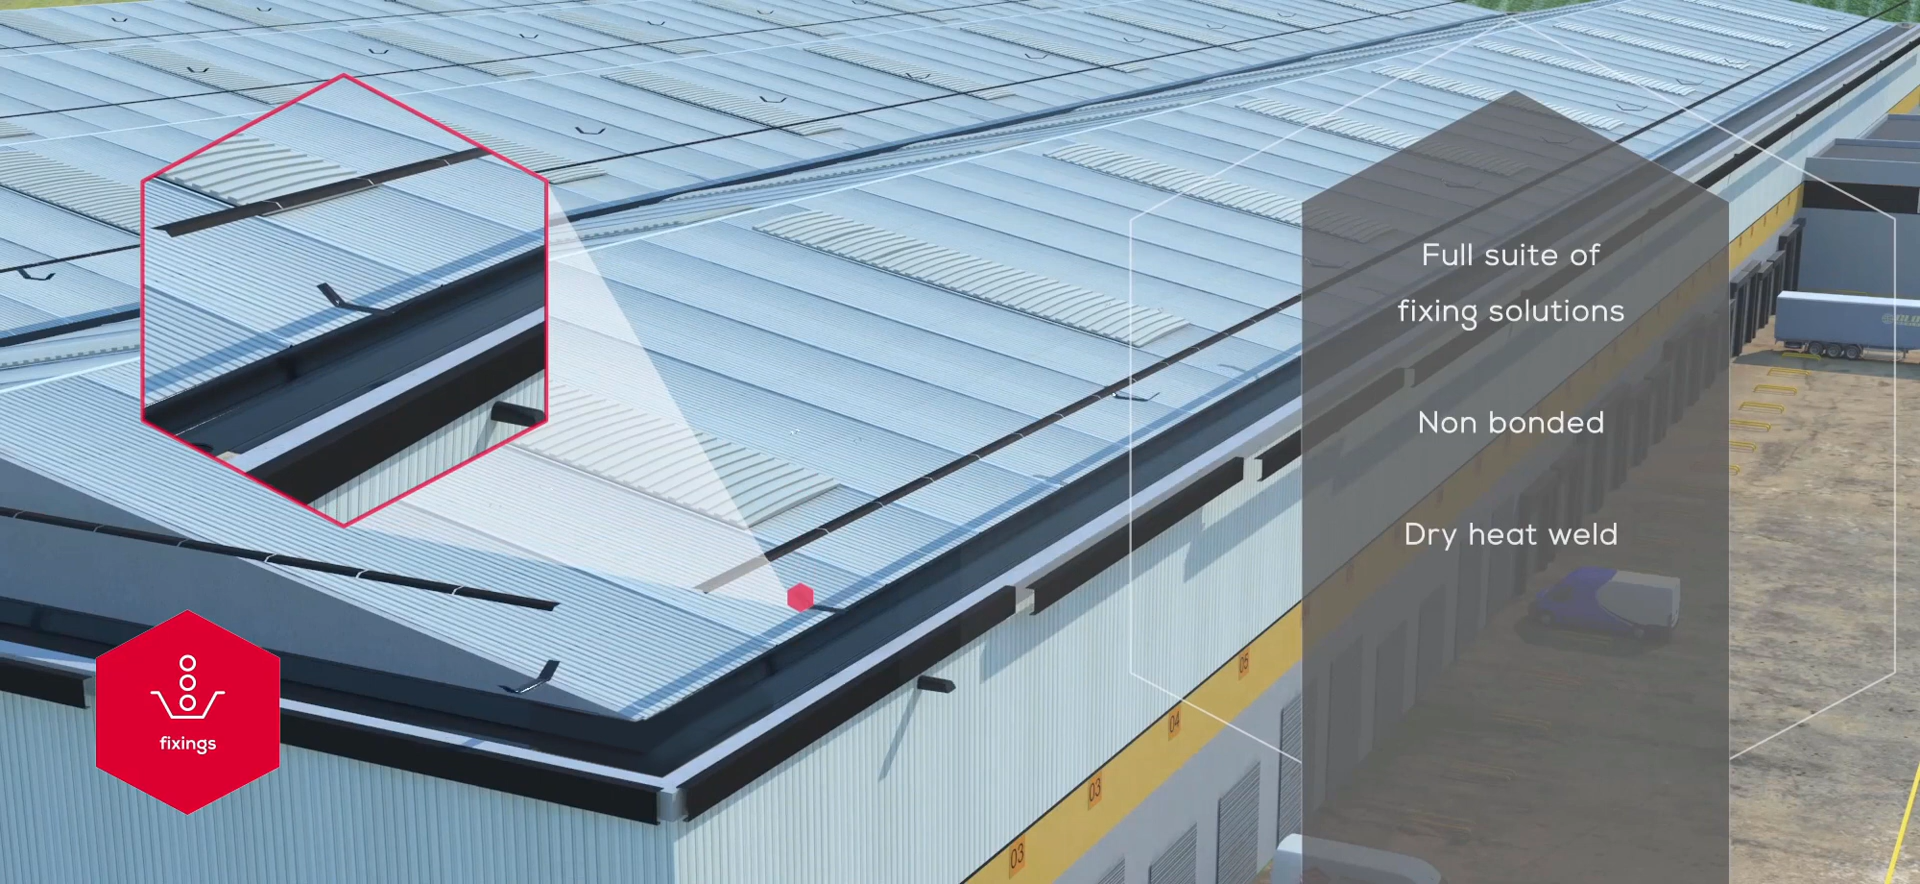 Full suite of
fixing solutions
Non bonded
Dry heat weld
fixings
05
04
03
03